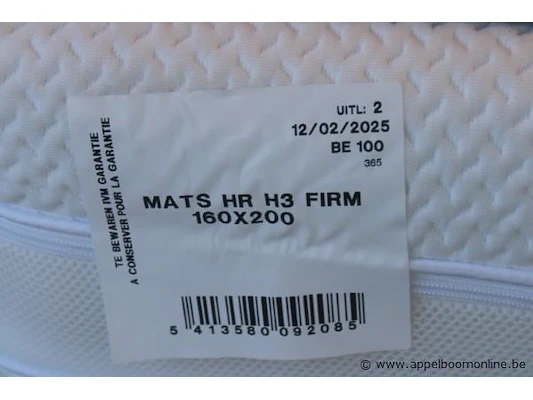 UITL: 2
12/02/2025
BE 100
365
TE BEWAREN IVM GARANTIE
A CONSERVER POUR LA GARANTIE
MATS HR H3 FIRM
160X200
5 413580 092085
© www.appelboomonline.be